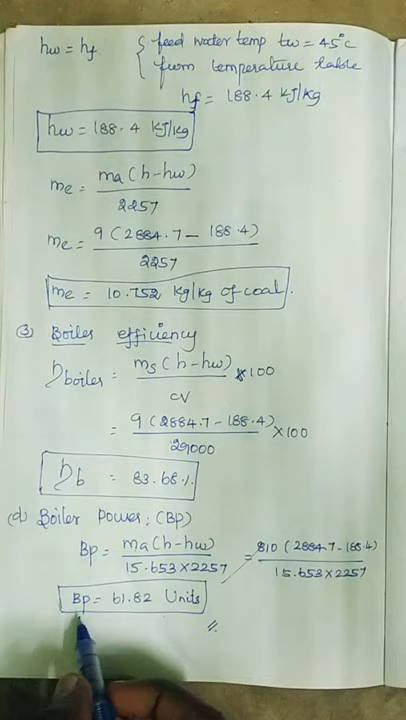 hw = hf { feed water temp tw = 45°c
from temperature table
hf = 188.4 KJ/Kg
hw = 188.4 KJ/Kg
me = ma(h-hw) / 2257
me = 9(2884.7 - 188.4) / 2257
me = 10.752 Kg/Kg of coal.
(3) Boiler efficiency
ηboiler = ms(h-hw) / CV × 100
= 9(2884.7 - 188.4) / 29000 × 100
ηb = 83.68 %
(d) Boiler Power: (BP)
BP = ma(h-hw) / 15.653×2257 = 810(2884.7-188.4) / 15.653×2257
BP = 61.82 Units